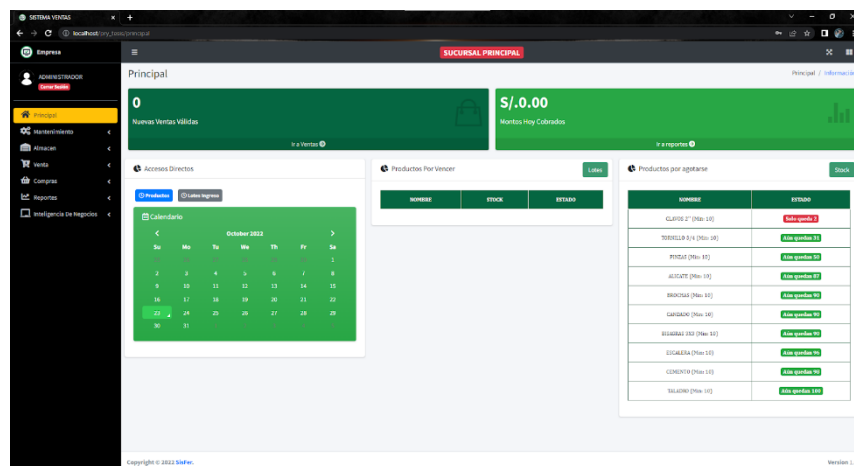 SISTEMA VENTAS
localhost/proy_tesis/principal
Empresa
SUCURSAL PRINCIPAL
ADMINISTRADOR
Cerrar Sesión
Principal
Mantenimiento
Almacen
Venta
Compras
Reportes
Inteligencia De Negocios
Principal
Principal / Información
0
Nuevas Ventas Válidas
Ir a Ventas
S/.0.00
Montos Hoy Cobrados
Ir a reportes
Accesos Directos
Productos
Lotes Ingreso
Calendario
October 2022
Su Mo Tu We Th Fr Sa
1
2 3 4 5 6 7 8
9 10 11 12 13 14 15
16 17 18 19 20 21 22
23 24 25 26 27 28 29
30 31
Productos Por Vencer
Lotes
NOMBRE STOCK ESTADO
Productos por agotarse
Stock
NOMBRE ESTADO
CLAVOS 2" (Min: 10) Solo queda 2
TORNILLO 3/4 (Min: 10) Aún quedan 31
PINZAS (Min: 10) Aún quedan 50
ALICATE (Min: 10) Aún quedan 87
BROCHAS (Min: 10) Aún quedan 90
CANDADO (Min: 10) Aún quedan 90
(Min: 10) Aún quedan 90
ESCALERA (Min: 10) Aún quedan 96
CEMENTO (Min: 10) Aún quedan 90
TALADRO (Min: 10) Aún quedan 100
Copyright © 2022 SisFer.
Version